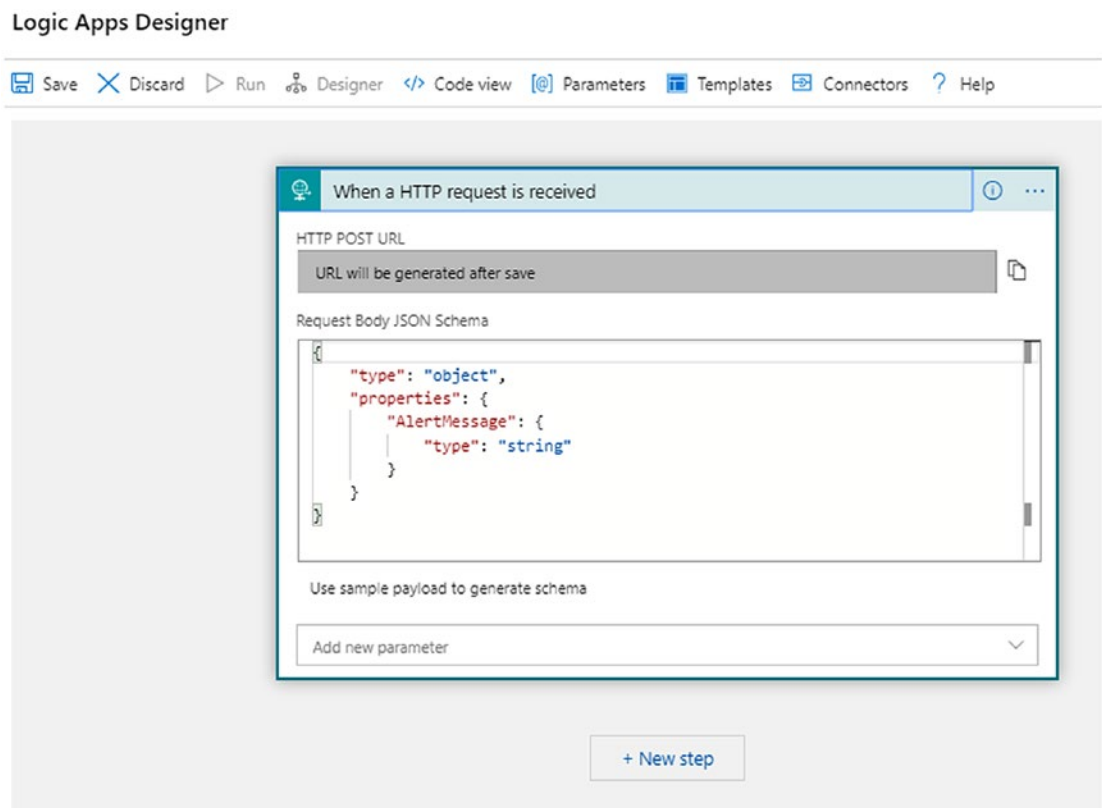 Logic Apps Designer
Save Discard Run Designer </> Code view [@] Parameters Templates Connectors ? Help
When a HTTP request is received
HTTP POST URL
URL will be generated after save
Request Body JSON Schema
{
"type": "object",
"properties": {
"AlertMessage": {
"type": "string"
}
}
}
Use sample payload to generate schema
Add new parameter
+ New step